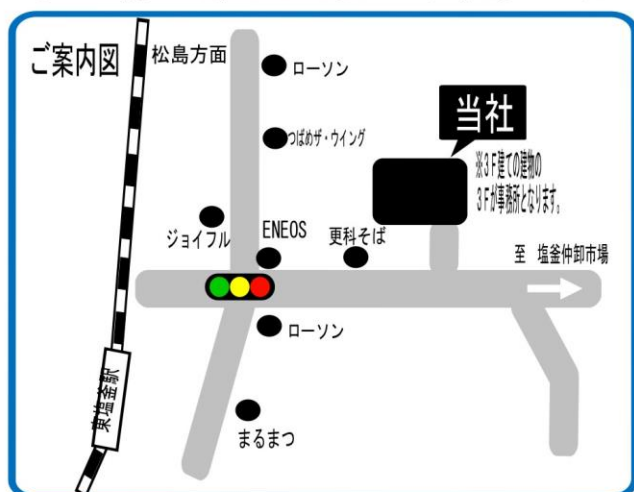 ご案内図
松島方面
ローソン
つばめザ・ウイング
当社
※3F建ての建物の
3Fが事務所となります。
ジョイフル
ENEOS
更科そば
至 塩釜仲卸市場
ローソン
東塩釜駅
まるまつ